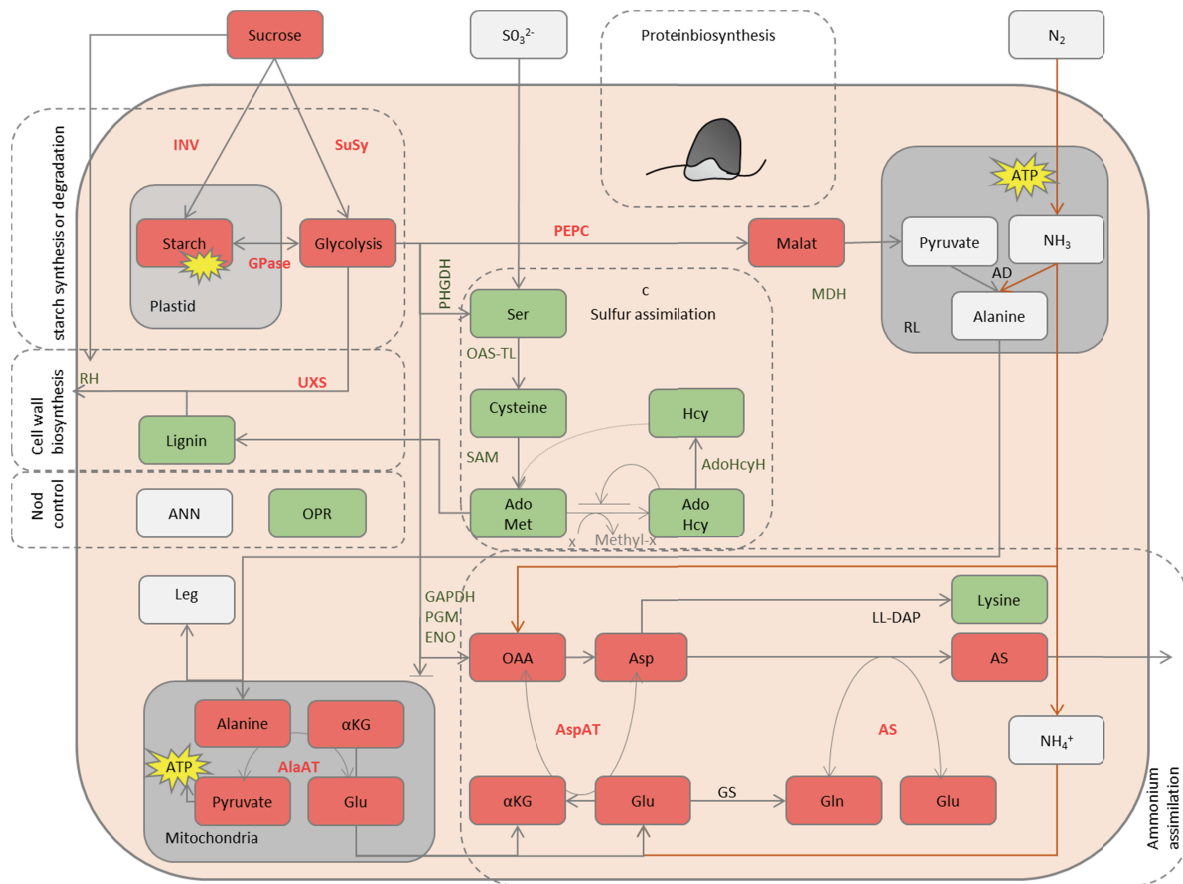 Sucrose
S0₃²⁻
Proteinbiosynthesis
N₂
starch synthesis or degradation
INV
SuSy
ATP
Starch
Glycolysis
GPase
Plastid
PEPC
Malat
Pyruvate
NH₃
AD
Alanine
RL
MDH
PHGDH
c
Sulfur assimilation
Ser
OAS-TL
Cysteine
Hcy
SAM
AdoHcyH
Ado
Met
Ado
Hcy
x
Methyl-x
Cell wall
biosynthesis
RH
UXS
Lignin
Nod
control
ANN
OPR
Leg
GAPDH
PGM
ENO
Lysine
LL-DAP
OAA
Asp
AS
AspAT
AS
NH₄⁺
Alanine
αKG
ATP
AlaAT
Pyruvate
Glu
Mitochondria
αKG
Glu
GS
Gln
Glu
Ammonium
assimilation